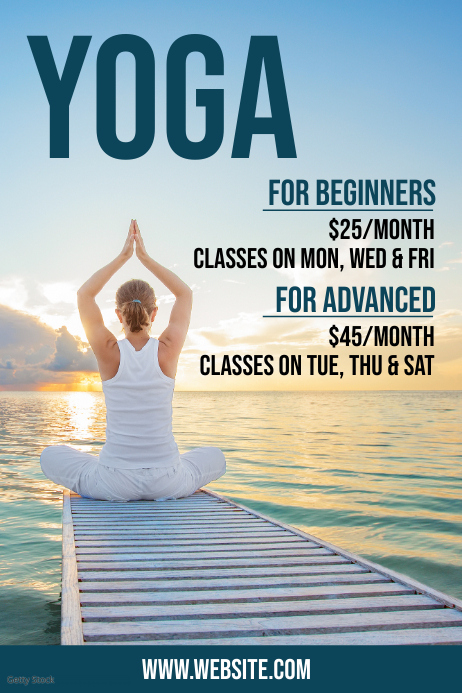 YOGA
FOR BEGINNERS
$25/MONTH
CLASSES ON MON, WED & FRI
FOR ADVANCED
$45/MONTH
CLASSES ON TUE, THU & SAT
WWW.WEBSITE.COM
Getty Stock